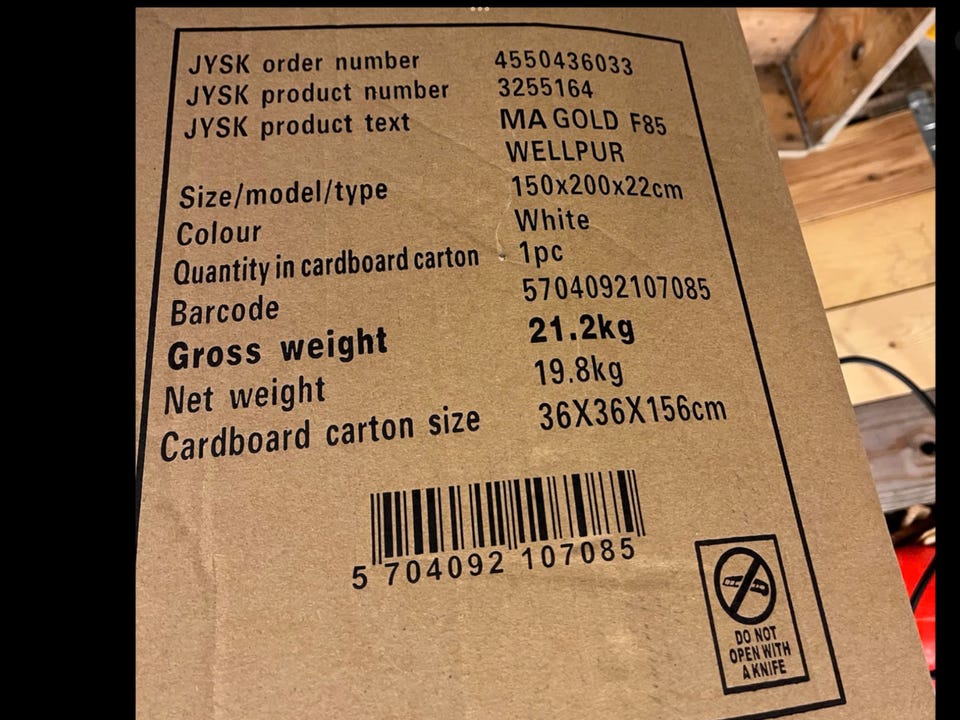 JYSK order number 4550436033
JYSK product number 3255164
JYSK product text MA GOLD F85
WELLPUR
Size/model/type 150x200x22cm
Colour White
Quantity in cardboard carton 1pc
Barcode 5704092107085
Gross weight 21.2kg
Net weight 19.8kg
Cardboard carton size 36X36X156cm
5 704092 107085
DO NOT
OPEN WITH
A KNIFE